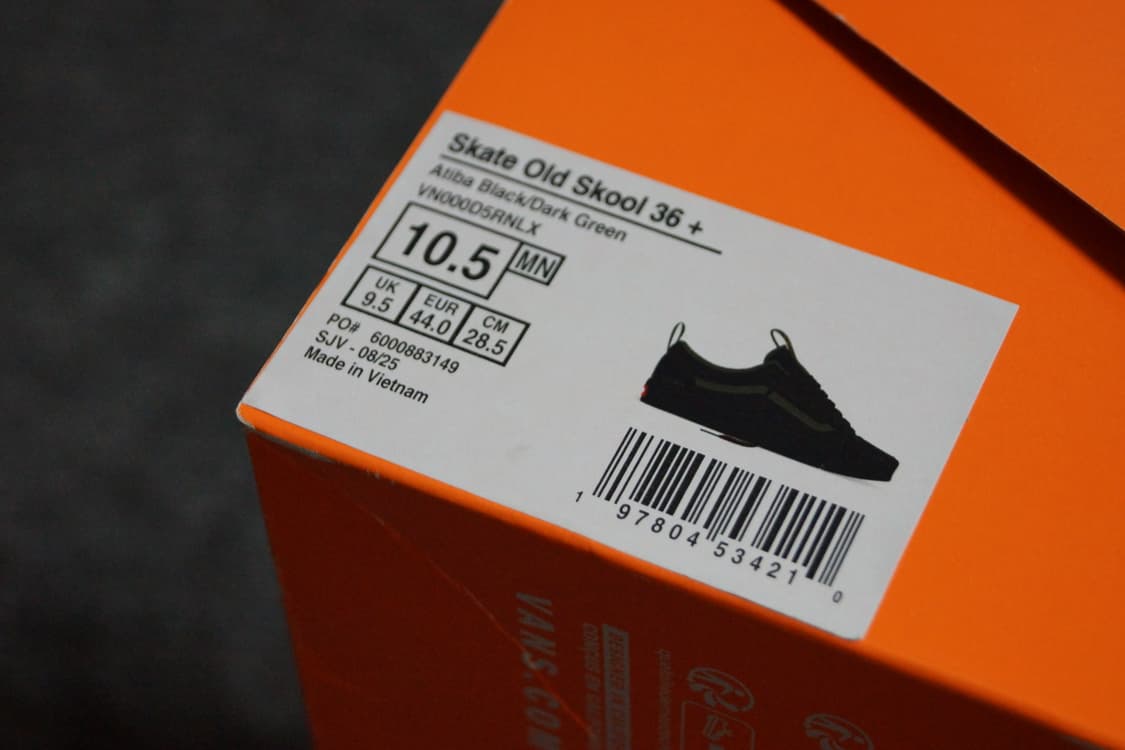 Skate Old Skool 36 +
Atiba Black/Dark Green
VN000D5RNLX
10.5 MN
UK EUR CM
9.5 44.0 28.5
PO# 6000883149
SJV - 08/25
Made in Vietnam
1 97804 53421 0
VANS.COM